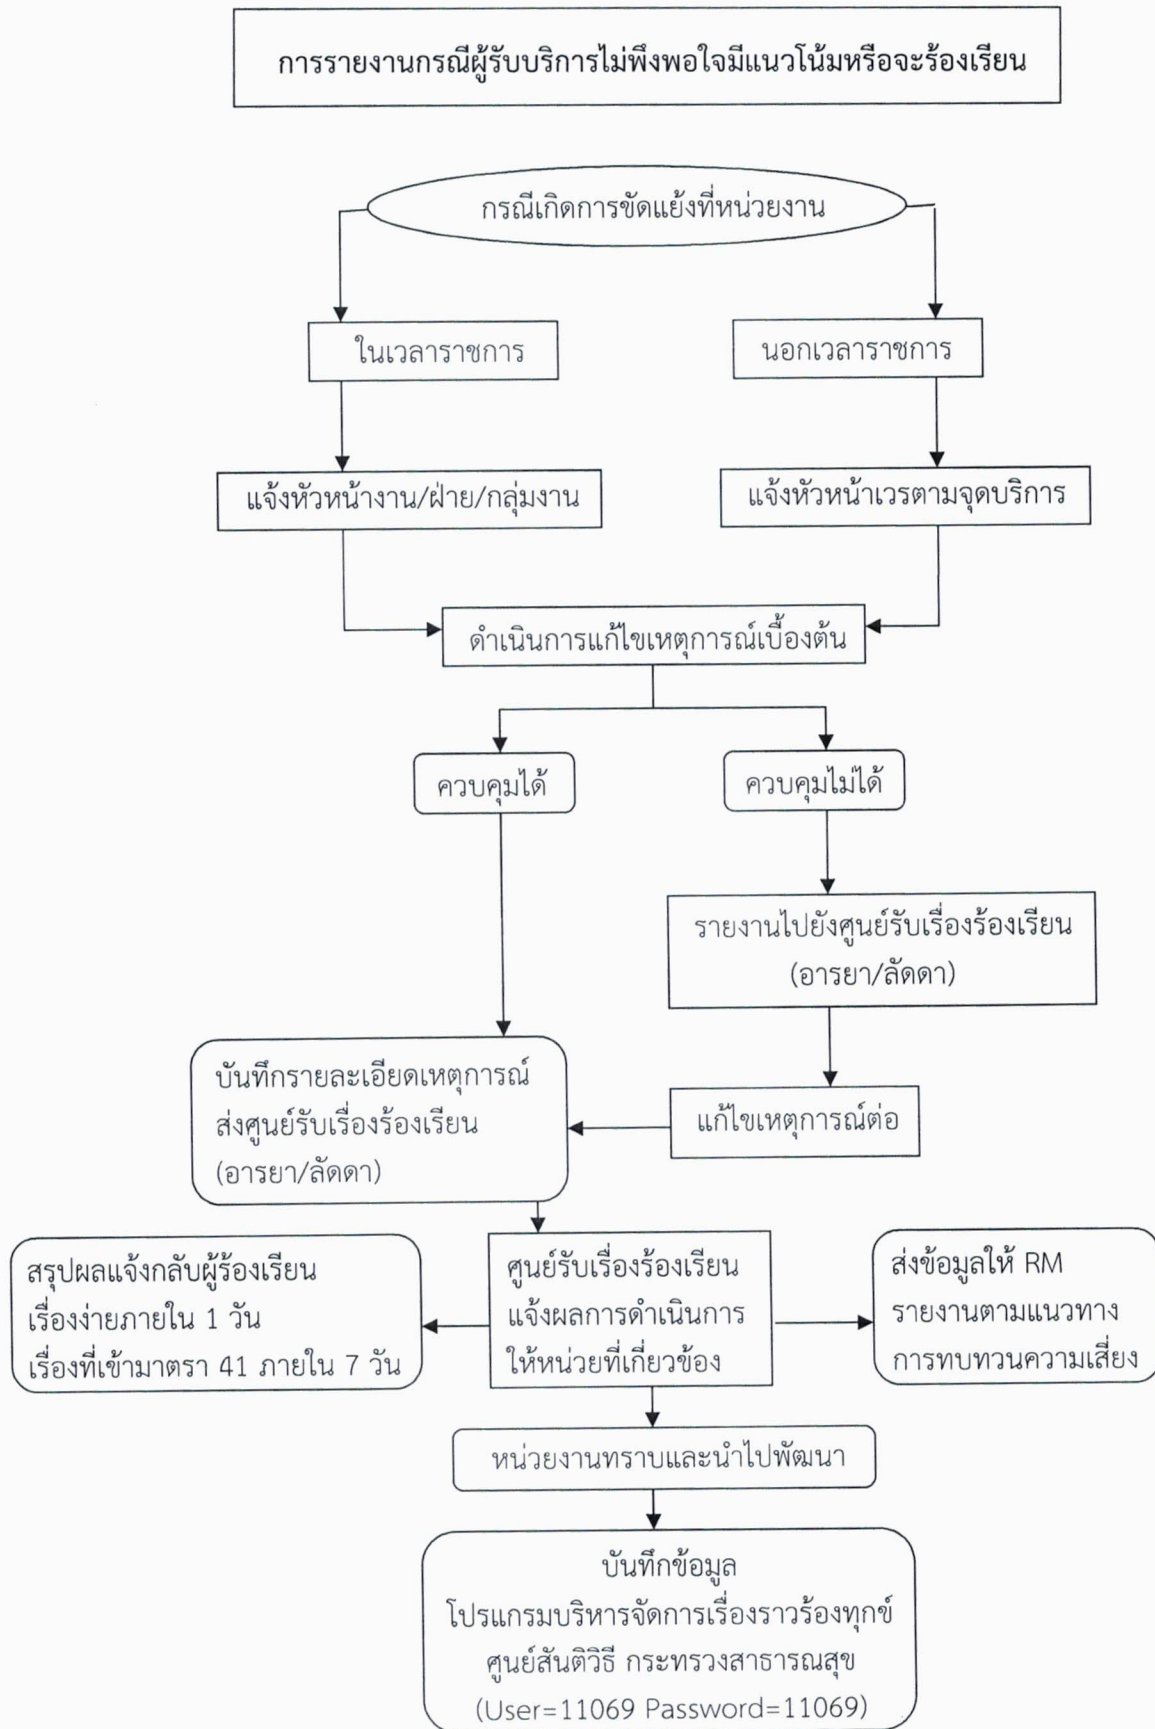 การรายงานกรณีผู้รับบริการไม่พึงพอใจมีแนวโน้มหรือจะร้องเรียน
กรณีเกิดการขัดแย้งที่หน่วยงาน
ในเวลาราชการ
นอกเวลาราชการ
แจ้งหัวหน้างาน/ฝ่าย/กลุ่มงาน
แจ้งหัวหน้าเวรตามจุดบริการ
ดำเนินการแก้ไขเหตุการณ์เบื้องต้น
ควบคุมได้
ควบคุมไม่ได้
รายงานไปยังศูนย์รับเรื่องร้องเรียน
(อารยา/ลัดดา)
บันทึกรายละเอียดเหตุการณ์
ส่งศูนย์รับเรื่องร้องเรียน
(อารยา/ลัดดา)
แก้ไขเหตุการณ์ต่อ
สรุปผลแจ้งกลับผู้ร้องเรียน
เรื่องง่ายภายใน 1 วัน
เรื่องที่เข้ามาตรา 41 ภายใน 7 วัน
ศูนย์รับเรื่องร้องเรียน
แจ้งผลการดำเนินการ
ให้หน่วยที่เกี่ยวข้อง
ส่งข้อมูลให้ RM
รายงานตามแนวทาง
การทบทวนความเสี่ยง
หน่วยงานทราบและนำไปพัฒนา
บันทึกข้อมูล
โปรแกรมบริหารจัดการเรื่องราวร้องทุกข์
ศูนย์สันติวิธี กระทรวงสาธารณสุข
(User=11069 Password=11069)